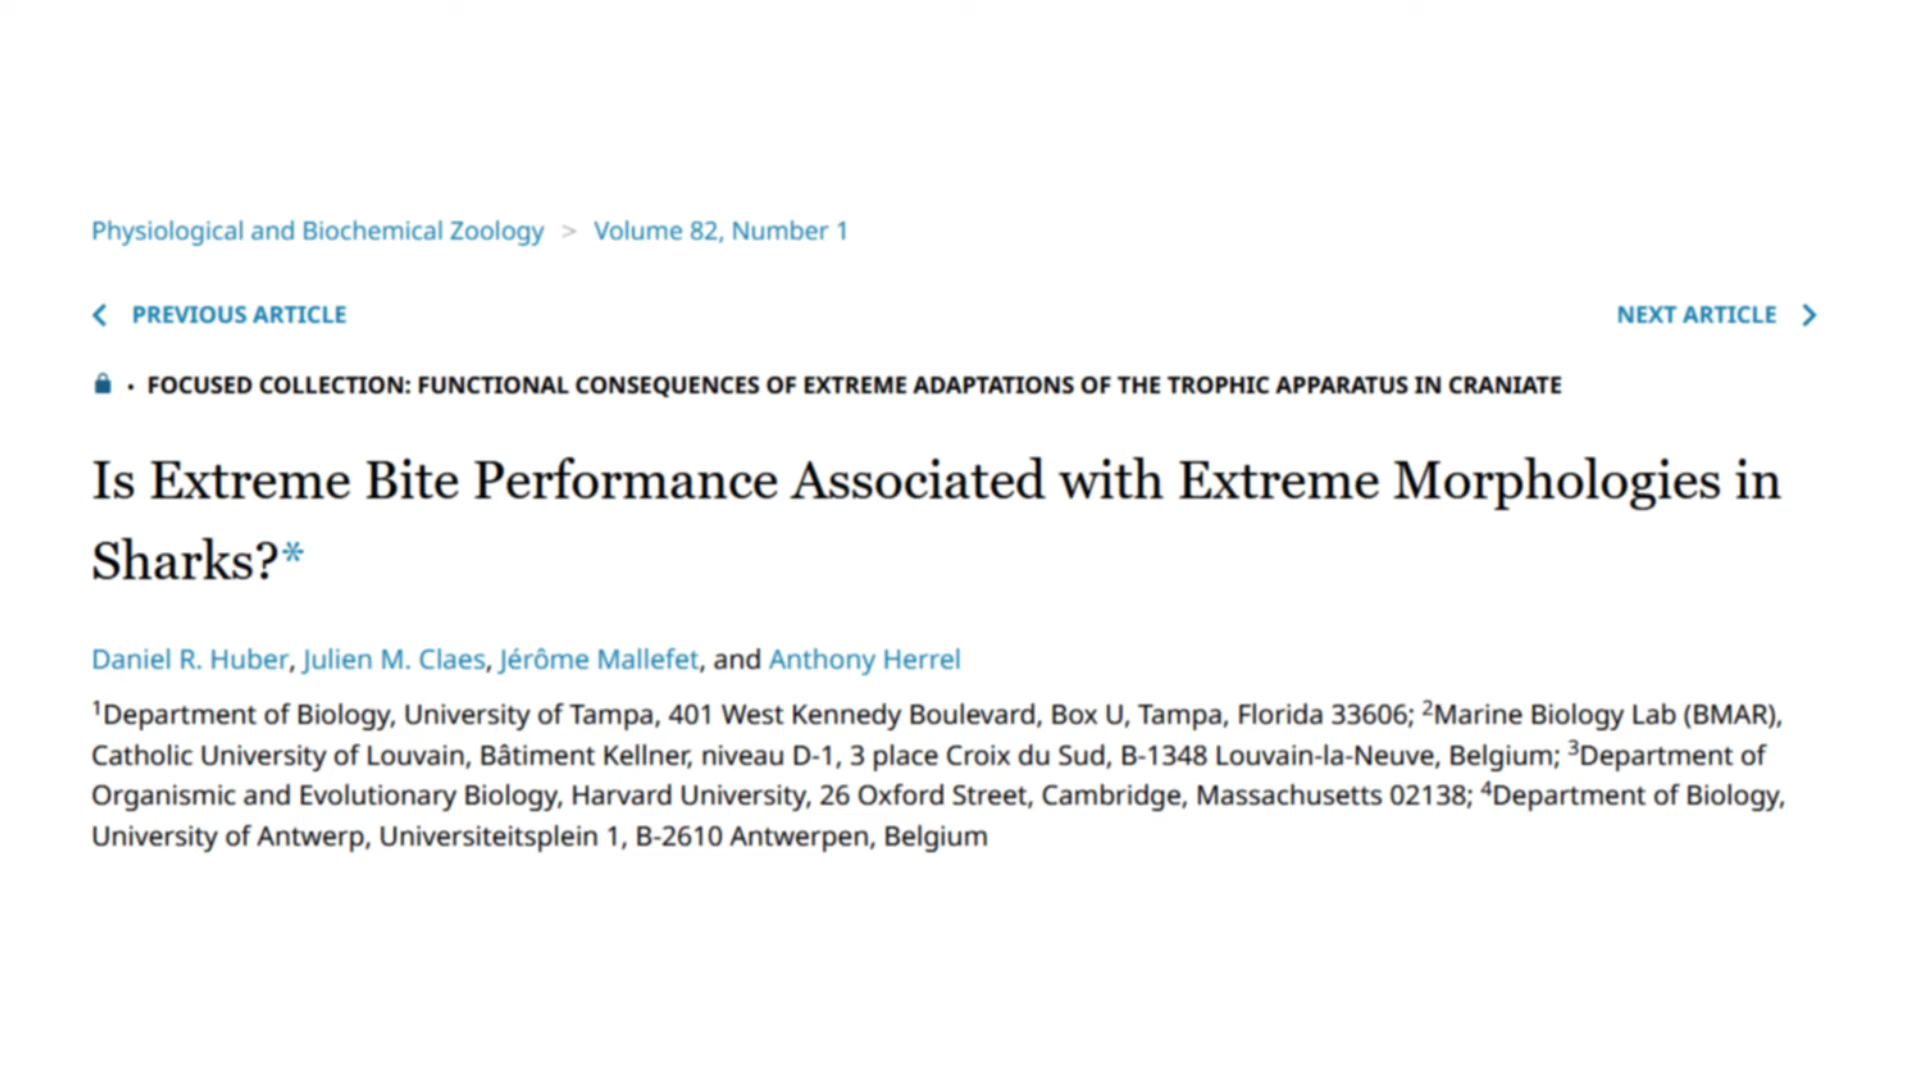 Physiological and Biochemical Zoology > Volume 82, Number 1
PREVIOUS ARTICLE
NEXT ARTICLE
· FOCUSED COLLECTION: FUNCTIONAL CONSEQUENCES OF EXTREME ADAPTATIONS OF THE TROPHIC APPARATUS IN CRANIATE
Is Extreme Bite Performance Associated with Extreme Morphologies in
Sharks?*
Daniel R. Huber, Julien M. Claes, Jérôme Mallefet, and Anthony Herrel
¹Department of Biology, University of Tampa, 401 West Kennedy Boulevard, Box U, Tampa, Florida 33606; ²Marine Biology Lab (BMAR),
Catholic University of Louvain, Bâtiment Kellner, niveau D-1, 3 place Croix du Sud, B-1348 Louvain-la-Neuve, Belgium; ³Department of
Organismic and Evolutionary Biology, Harvard University, 26 Oxford Street, Cambridge, Massachusetts 02138; ⁴Department of Biology,
University of Antwerp, Universiteitsplein 1, B-2610 Antwerpen, Belgium